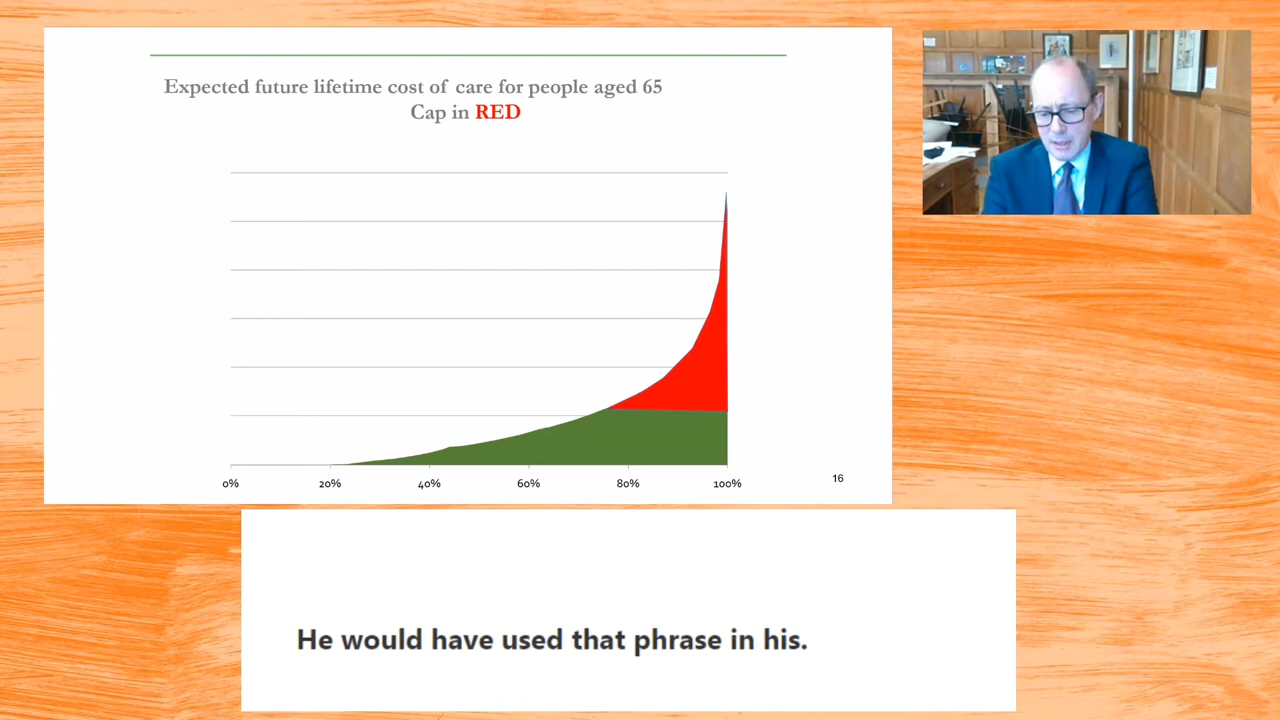 Expected future lifetime cost of care for people aged 65
Cap in RED
0% 20% 40% 60% 80% 100%
16
He would have used that phrase in his.